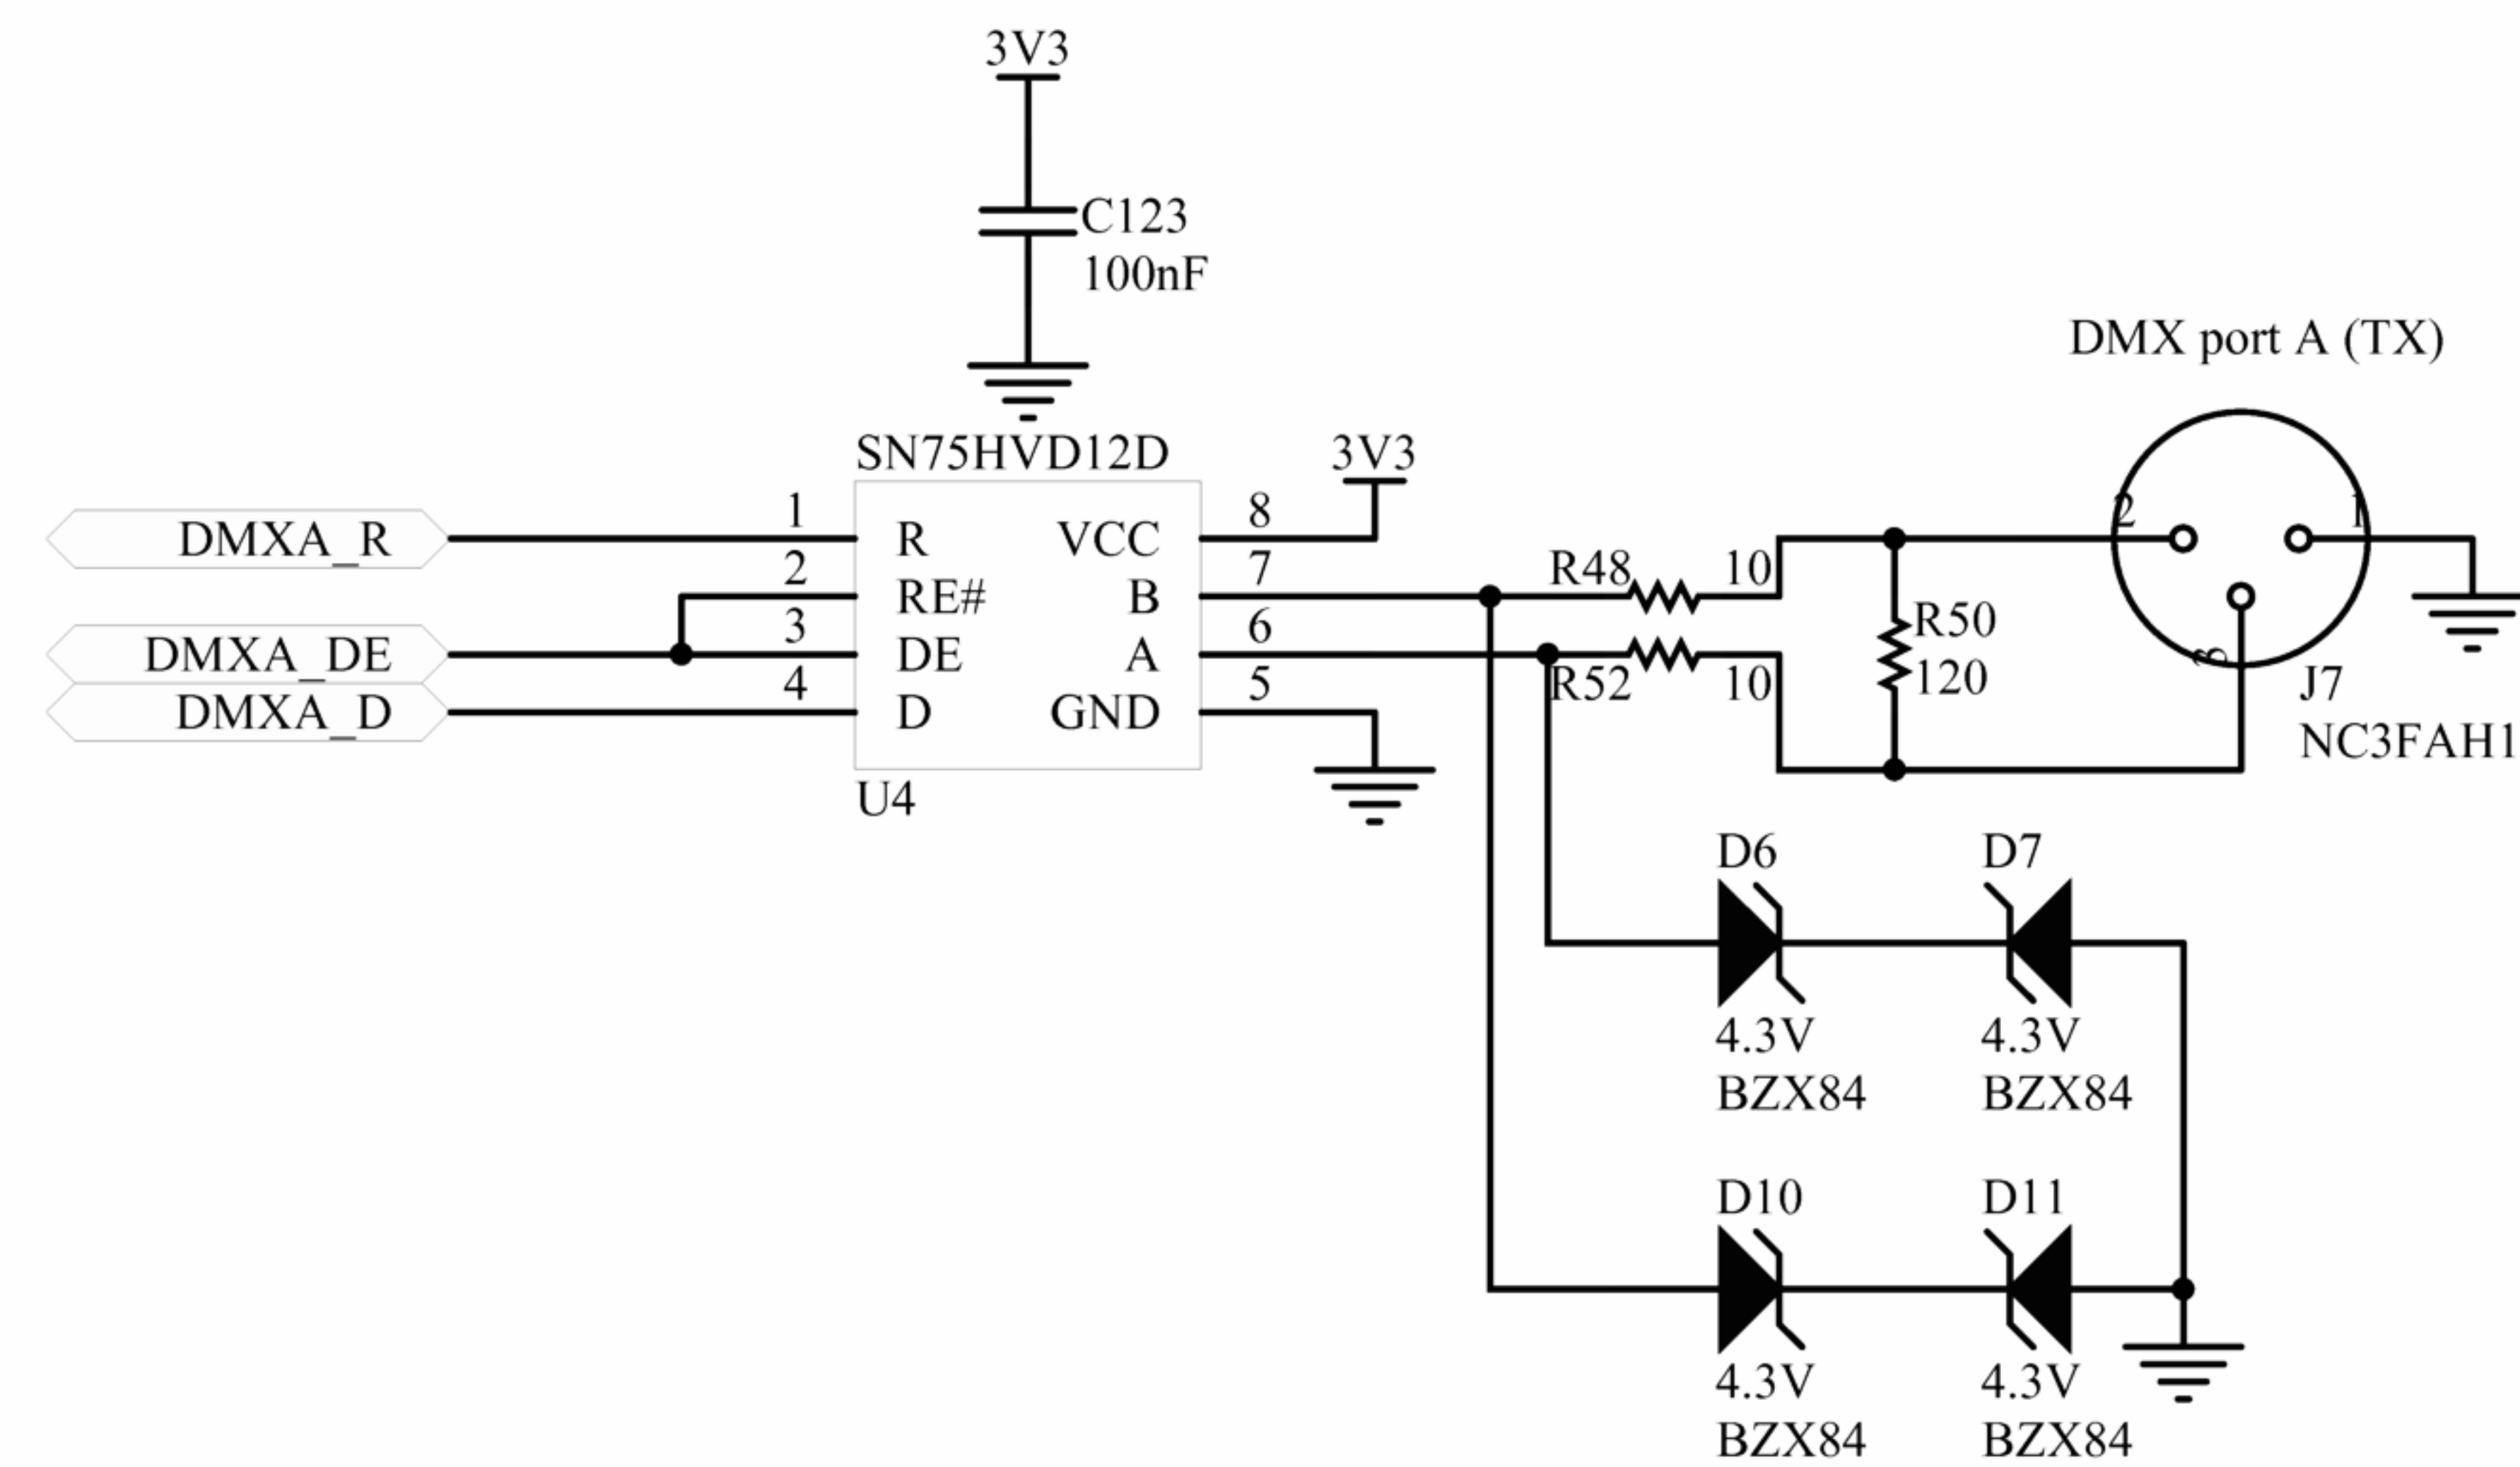 3V3
C123
100nF
DMX port A (TX)
SN75HVD12D
3V3
DMXA_R
1
R
VCC
8
2
RE#
B
7
R48
10
2
1
DMXA_DE
3
DE
A
6
R52
10
R50
120
3
DMXA_D
4
D
GND
5
J7
NC3FAH1
U4
D6
D7
4.3V
4.3V
BZX84
BZX84
D10
D11
4.3V
4.3V
BZX84
BZX84